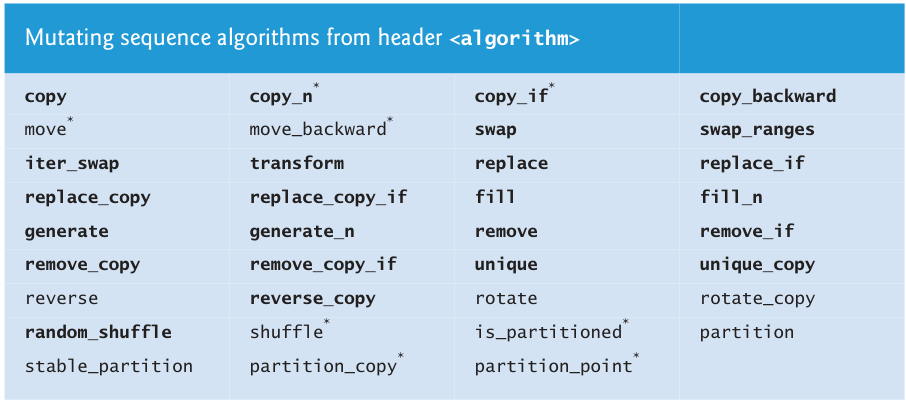 Mutating sequence algorithms from header <algorithm>
copy copy_n* copy_if* copy_backward
move* move_backward* swap swap_ranges
iter_swap transform replace replace_if
replace_copy replace_copy_if fill fill_n
generate generate_n remove remove_if
remove_copy remove_copy_if unique unique_copy
reverse reverse_copy rotate rotate_copy
random_shuffle shuffle* is_partitioned* partition
stable_partition partition_copy* partition_point*